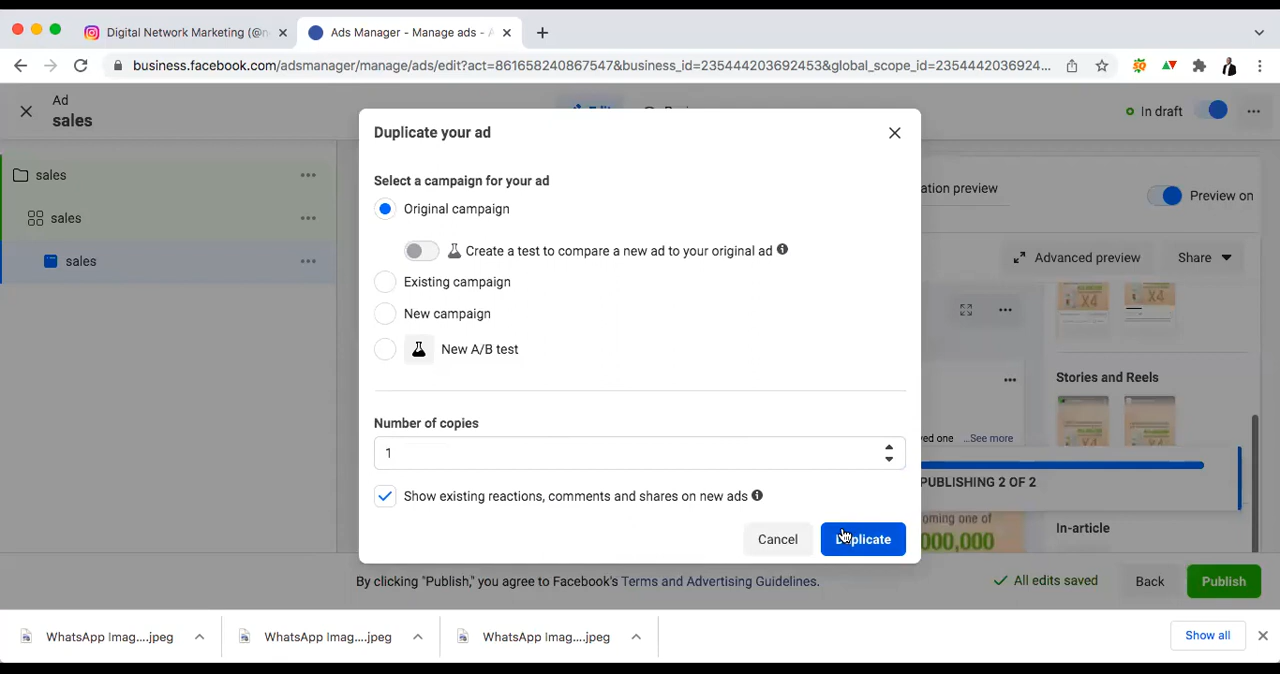 Digital Network Marketing (@n
Ads Manager - Manage ads - A
business.facebook.com/adsmanager/manage/ads/edit?act=861658240867547&business_id=235444203692453&global_scope_id=2354442036924...
Ad
sales
Edit
In draft
sales
sales
sales
Duplicate your ad
Select a campaign for your ad
Original campaign
Create a test to compare a new ad to your original ad
Existing campaign
New campaign
New A/B test
Number of copies
1
Show existing reactions, comments and shares on new ads
Cancel
Duplicate
ation preview
Preview on
Advanced preview
Share
X4
X4
Stories and Reels
ved one
...See more
PUBLISHING 2 OF 2
oming one of
000,000
In-article
By clicking "Publish," you agree to Facebook's Terms and Advertising Guidelines.
All edits saved
Back
Publish
WhatsApp Imag....jpeg
WhatsApp Imag....jpeg
WhatsApp Imag....jpeg
Show all